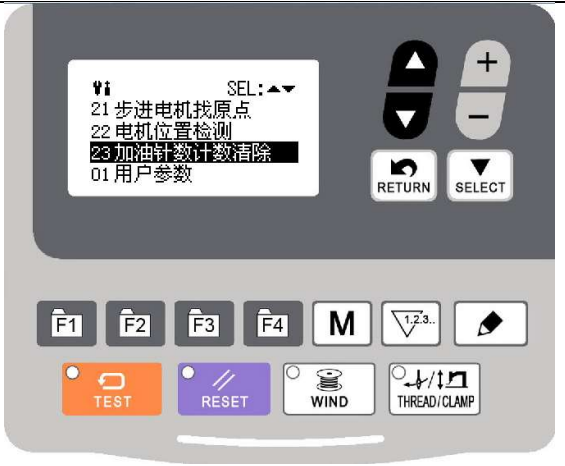 SEL:▲▼
21 步进电机找原点
22 电机位置检测
23 加油针数计数清除
01 用户参数
+
−
RETURN
SELECT
F1
F2
F3
F4
M
1.2.3..
TEST
RESET
WIND
THREAD/CLAMP